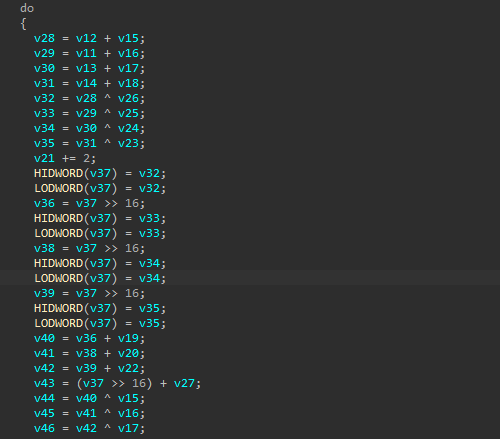 do
{
v28 = v12 + v15;
v29 = v11 + v16;
v30 = v13 + v17;
v31 = v14 + v18;
v32 = v28 ^ v26;
v33 = v29 ^ v25;
v34 = v30 ^ v24;
v35 = v31 ^ v23;
v21 += 2;
HIDWORD(v37) = v32;
LODWORD(v37) = v32;
v36 = v37 >> 16;
HIDWORD(v37) = v33;
LODWORD(v37) = v33;
v38 = v37 >> 16;
HIDWORD(v37) = v34;
LODWORD(v37) = v34;
v39 = v37 >> 16;
HIDWORD(v37) = v35;
LODWORD(v37) = v35;
v40 = v36 + v19;
v41 = v38 + v20;
v42 = v39 + v22;
v43 = (v37 >> 16) + v27;
v44 = v40 ^ v15;
v45 = v41 ^ v16;
v46 = v42 ^ v17;